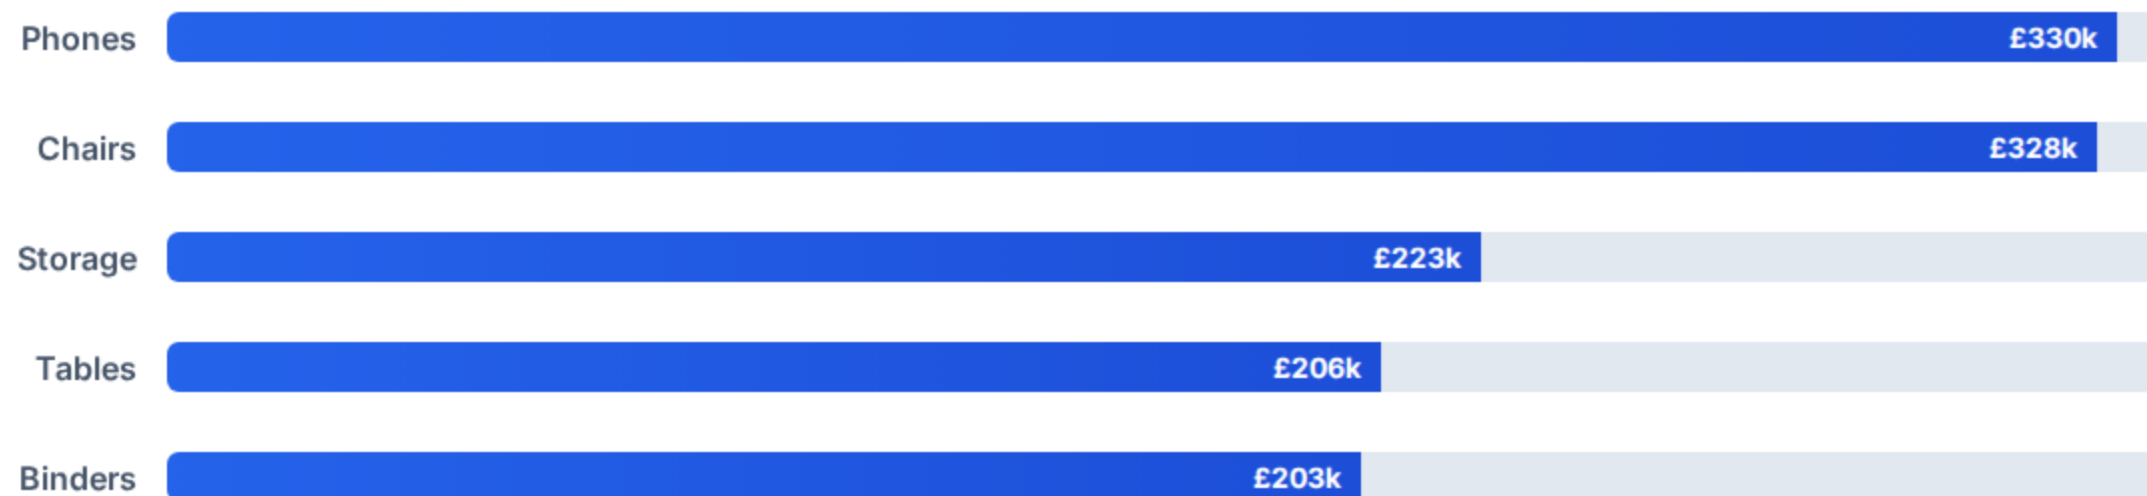 Phones £330k
Chairs £328k
Storage £223k
Tables £206k
Binders £203k